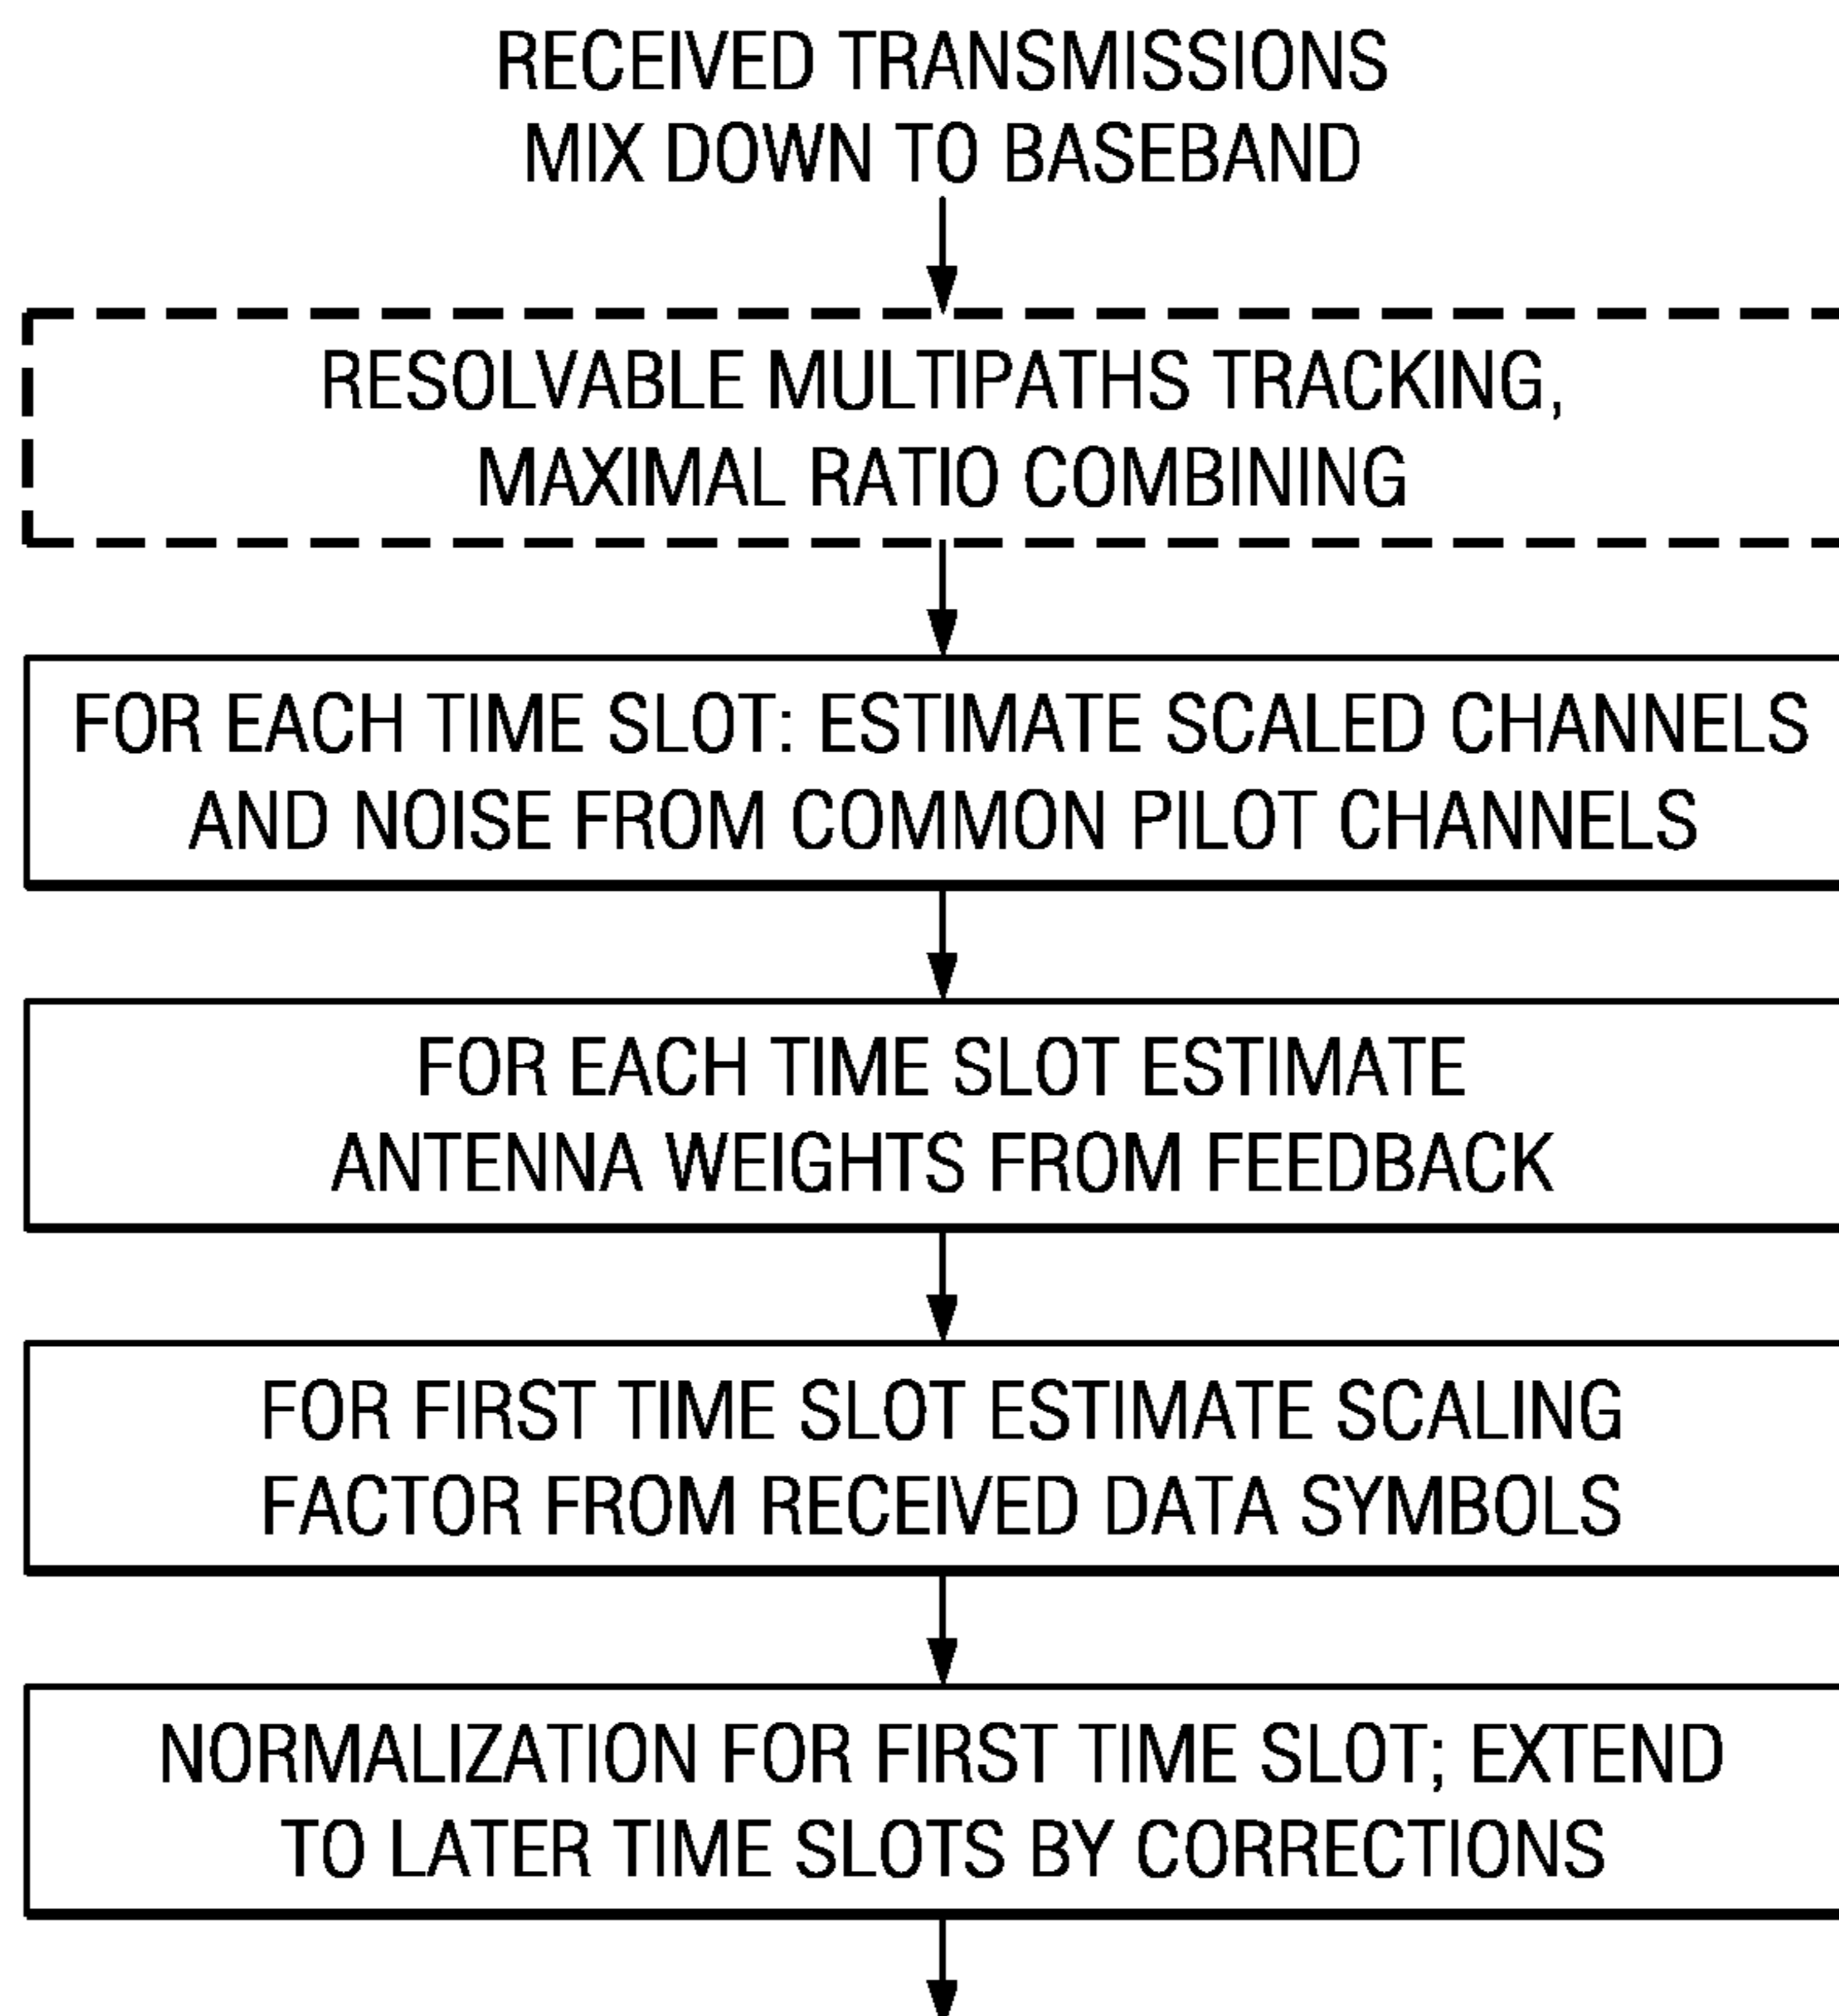 RECEIVED TRANSMISSIONS
MIX DOWN TO BASEBAND
RESOLVABLE MULTIPATHS TRACKING,
MAXIMAL RATIO COMBINING
FOR EACH TIME SLOT: ESTIMATE SCALED CHANNELS
AND NOISE FROM COMMON PILOT CHANNELS
FOR EACH TIME SLOT ESTIMATE
ANTENNA WEIGHTS FROM FEEDBACK
FOR FIRST TIME SLOT ESTIMATE SCALING
FACTOR FROM RECEIVED DATA SYMBOLS
NORMALIZATION FOR FIRST TIME SLOT; EXTEND
TO LATER TIME SLOTS BY CORRECTIONS